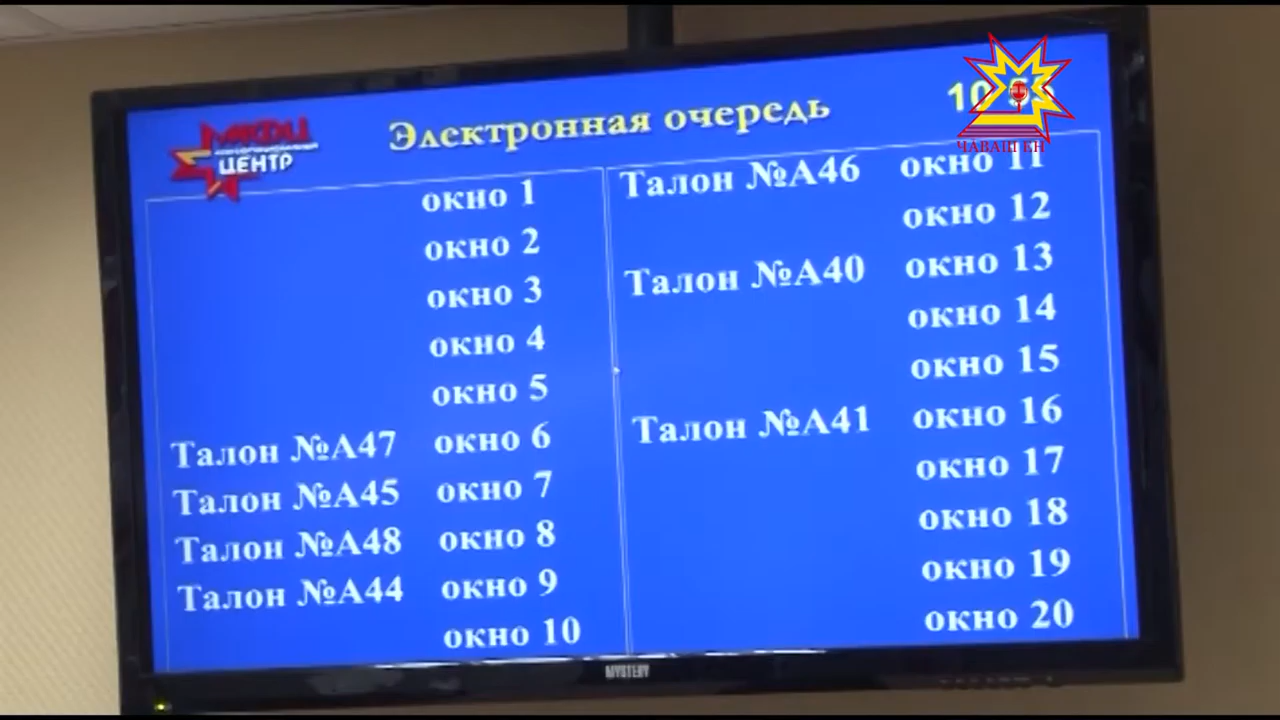 Электронная очередь
ЦЕНТР
ЧӐВАШ ЕН
окно 1
окно 2
окно 3
окно 4
окно 5
Талон №А47 окно 6
Талон №А45 окно 7
Талон №А48 окно 8
Талон №А44 окно 9
окно 10
Талон №А46 окно 11
окно 12
Талон №А40 окно 13
окно 14
окно 15
Талон №А41 окно 16
окно 17
окно 18
окно 19
окно 20
MYSTERY